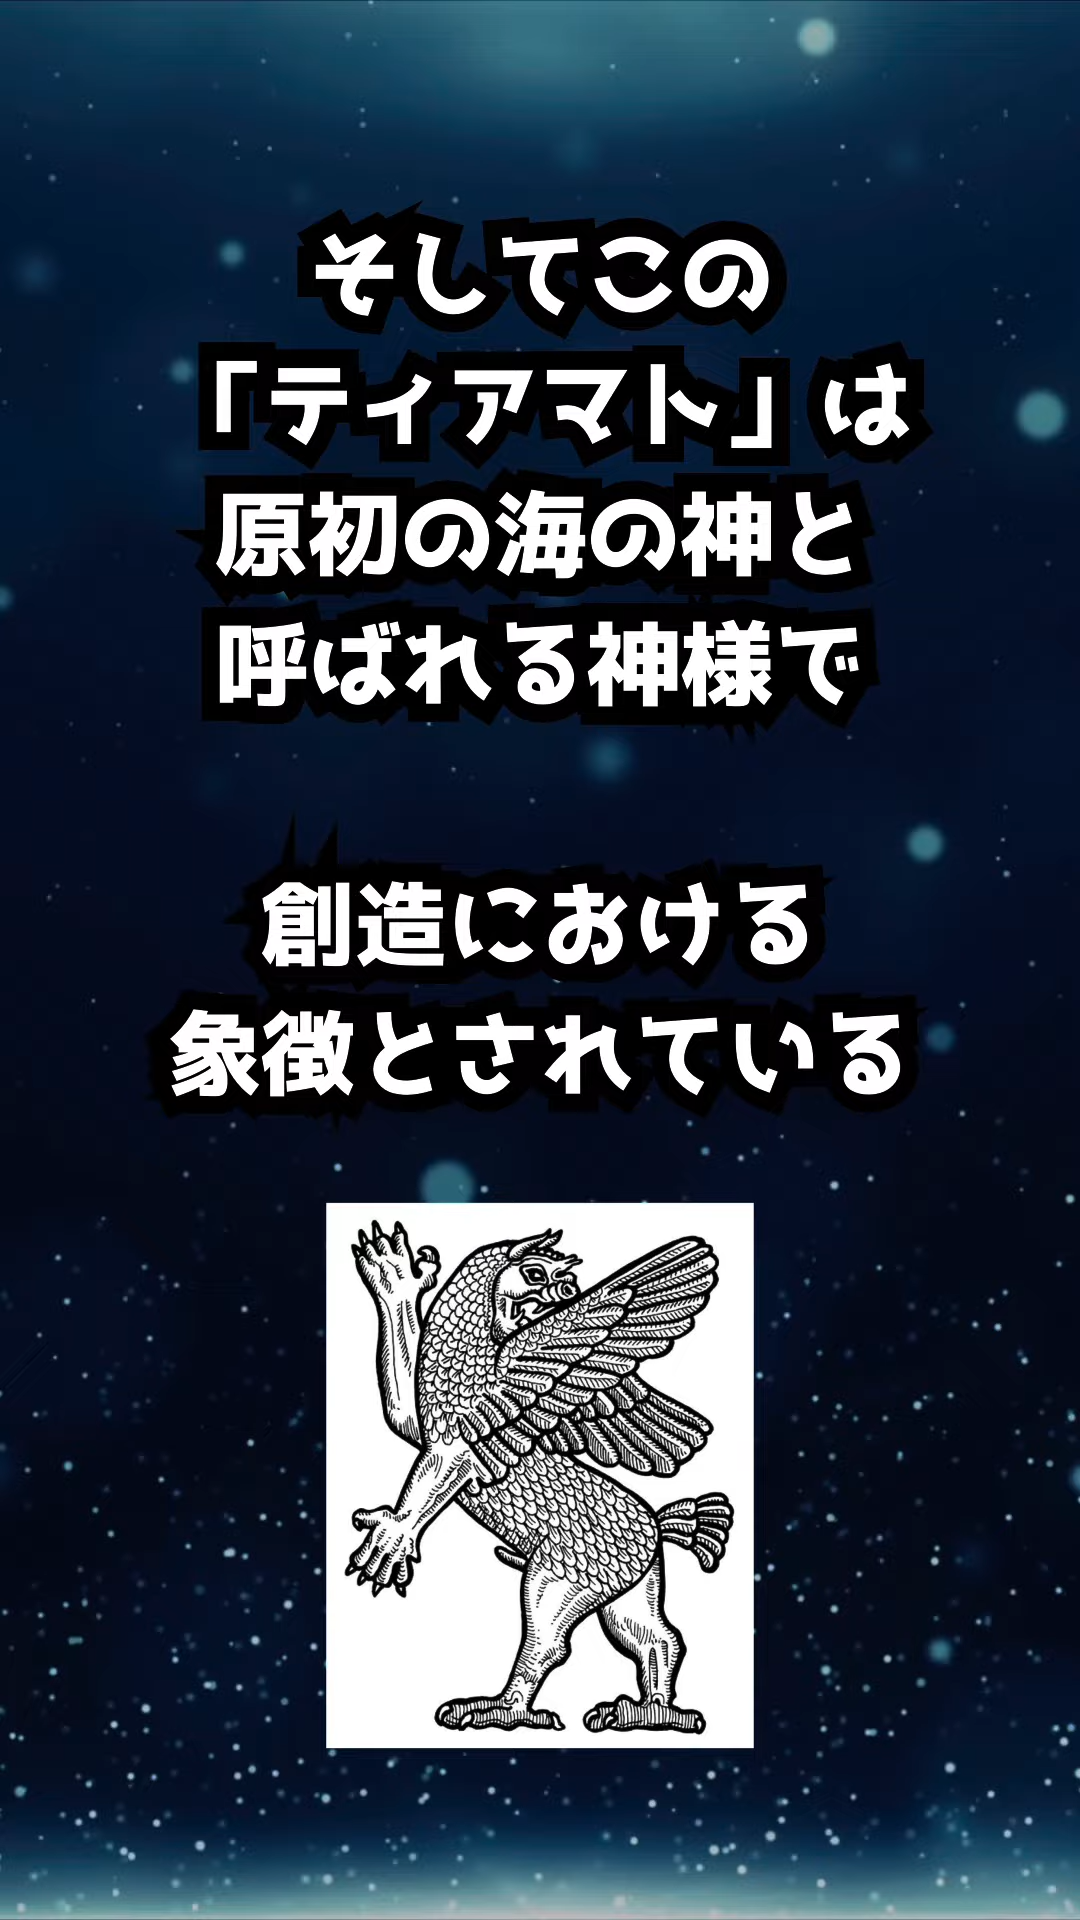 そしてこの
「ティアマト」は
原初の海の神と
呼ばれる神様で
創造における
象徴とされている